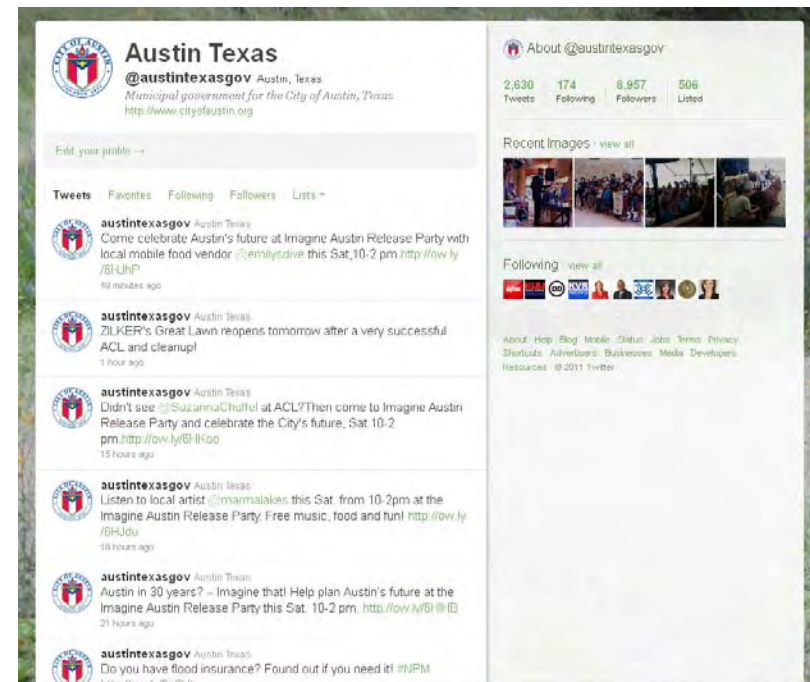 Austin Texas
@austintexasgov Austin, Texas
Municipal government for the City of Austin, Texas
http://www.cityofaustin.org
Edit your profile →
Tweets Favorites Following Followers Lists
austintexasgov Austin Texas
Come celebrate Austin's future at Imagine Austin Release Party with
local mobile food vendor @emilysdive this Sat,10-2 pm.http://ow.ly
/6HJhP
49 minutes ago
austintexasgov Austin Texas
ZILKER's Great Lawn reopens tomorrow after a very successful
ACL and cleanup!
1 hour ago
austintexasgov Austin Texas
Didn't see @SuzannaChoffel at ACL?Then come to Imagine Austin
Release Party and celebrate the City's future, Sat.10-2
pm.http://ow.ly/6HKoo
15 hours ago
austintexasgov Austin Texas
Listen to local artist @marmalakes this Sat. from 10-2pm at the
Imagine Austin Release Party. Free music, food and fun! http://ow.ly
/6HJdu
18 hours ago
austintexasgov Austin Texas
Austin in 30 years? – Imagine that! Help plan Austin's future at the
Imagine Austin Release Party this Sat. 10-2 pm.
21 hours ago
austintexasgov Austin Texas
Do you have flood insurance? Found out if you need it! #NPM
About @austintexasgov
2,630 174 8,957 506
Tweets Following Followers Listed
Recent Images · view all
Following view all
About Help Blog Mobile Status Jobs Terms Privacy
Shortcuts Advertisers Businesses Media Developers
Resources © 2011 Twitter